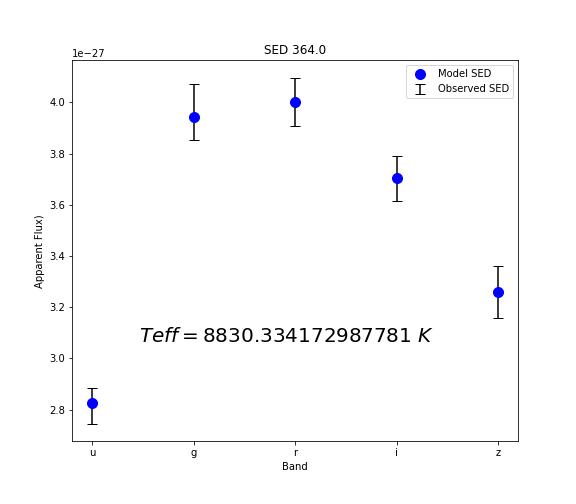 SED 364.0
1e−27
Model SED
Observed SED
4.0
3.8
3.6
3.4
3.2
3.0
2.8
Apparent Flux)
Teff = 8830.334172987781 K
u g r i z
Band